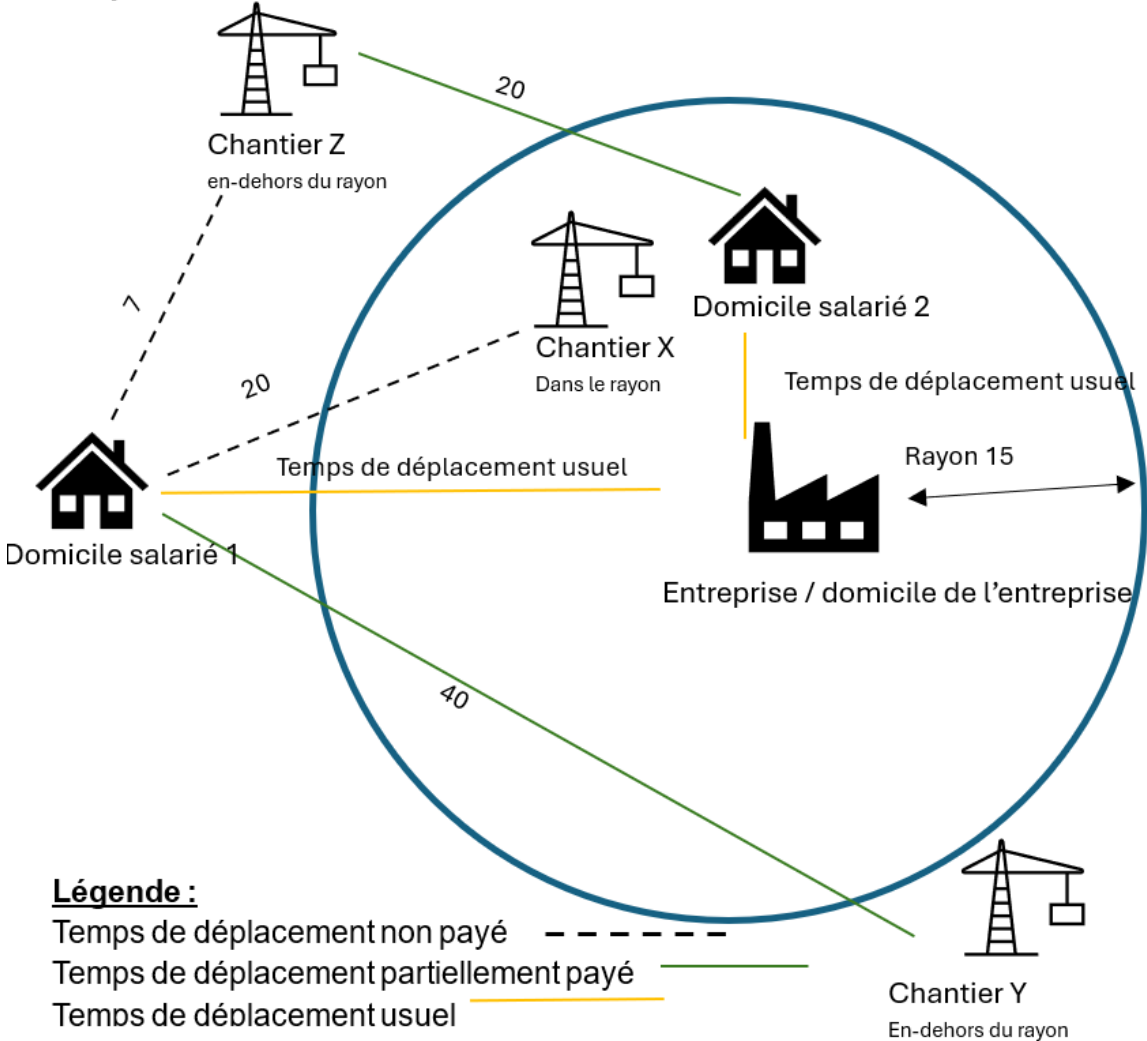 20
Chantier Z
en-dehors du rayon
Chantier X
Dans le rayon
Domicile salarié 2
7
20
Temps de déplacement usuel
Temps de déplacement usuel
Rayon 15
Domicile salarié 1
Entreprise / domicile de l'entreprise
40
Légende :
Temps de déplacement non payé
Temps de déplacement partiellement payé
Temps de déplacement usuel
Chantier Y
En-dehors du rayon